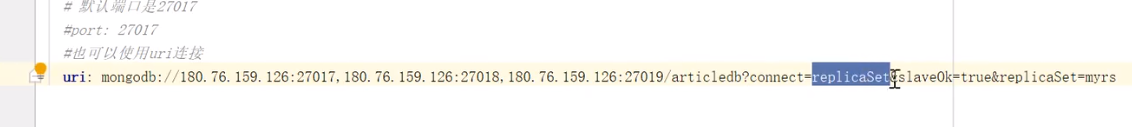 # 默认端口是27017
#port: 27017
#也可以使用uri连接
uri: mongodb://180.76.159.126:27017,180.76.159.126:27018,180.76.159.126:27019/articledb?connect=replicaSet&slaveOk=true&replicaSet=myrs